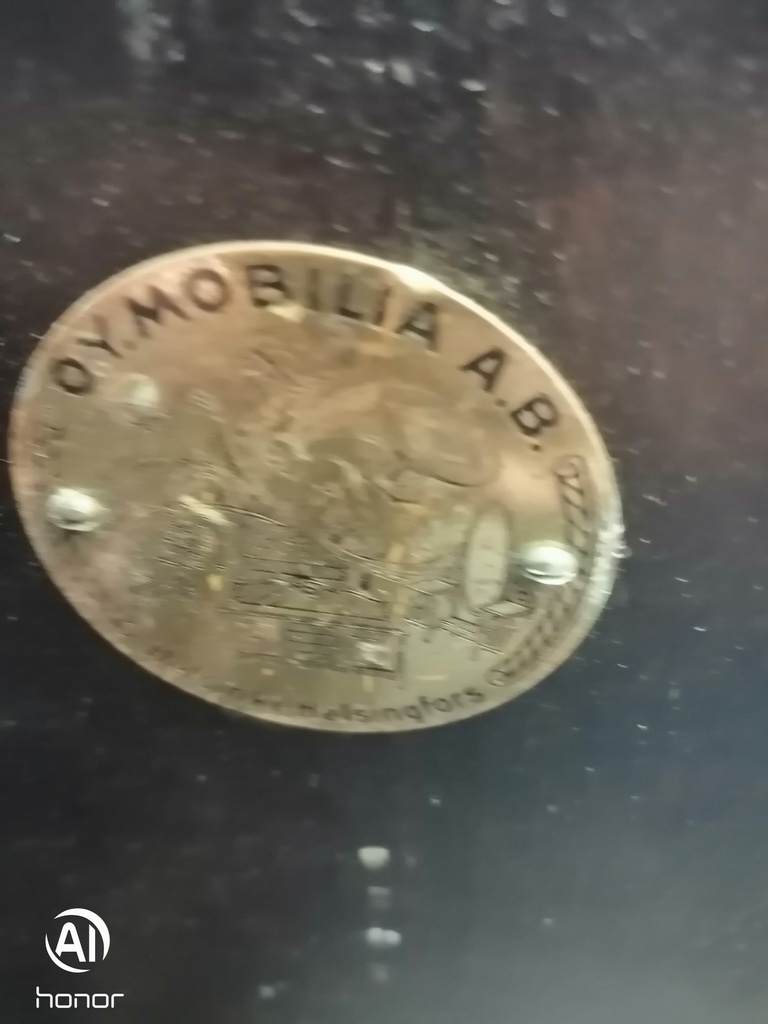 OY. MOBILIA A.B.
Helsingfors
AI
honor